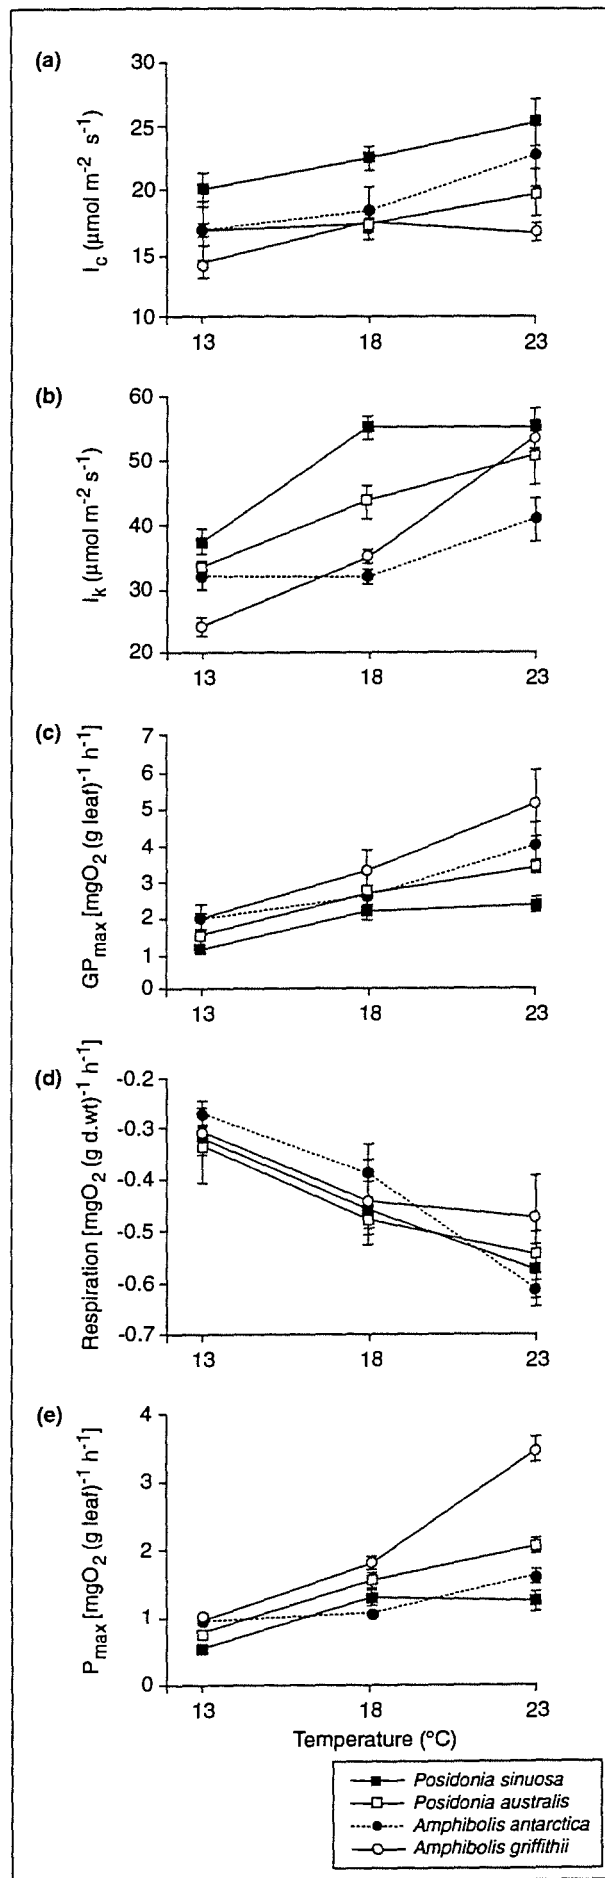 (a)
I_c (µmol m⁻² s⁻¹)
30
25
20
15
10
13 18 23
(b)
I_k (µmol m⁻² s⁻¹)
60
50
40
30
20
13 18 23
(c)
GP_max [mgO₂ (g leaf)⁻¹ h⁻¹]
7
6
5
4
3
2
1
0
13 18 23
(d)
Respiration [mgO₂ (g d.wt)⁻¹ h⁻¹]
-0.2
-0.3
-0.4
-0.5
-0.6
-0.7
13 18 23
(e)
P_max [mgO₂ (g leaf)⁻¹ h⁻¹]
4
3
2
1
0
13 18 23
Temperature (°C)
Posidonia sinuosa
Posidonia australis
Amphibolis antarctica
Amphibolis griffithii